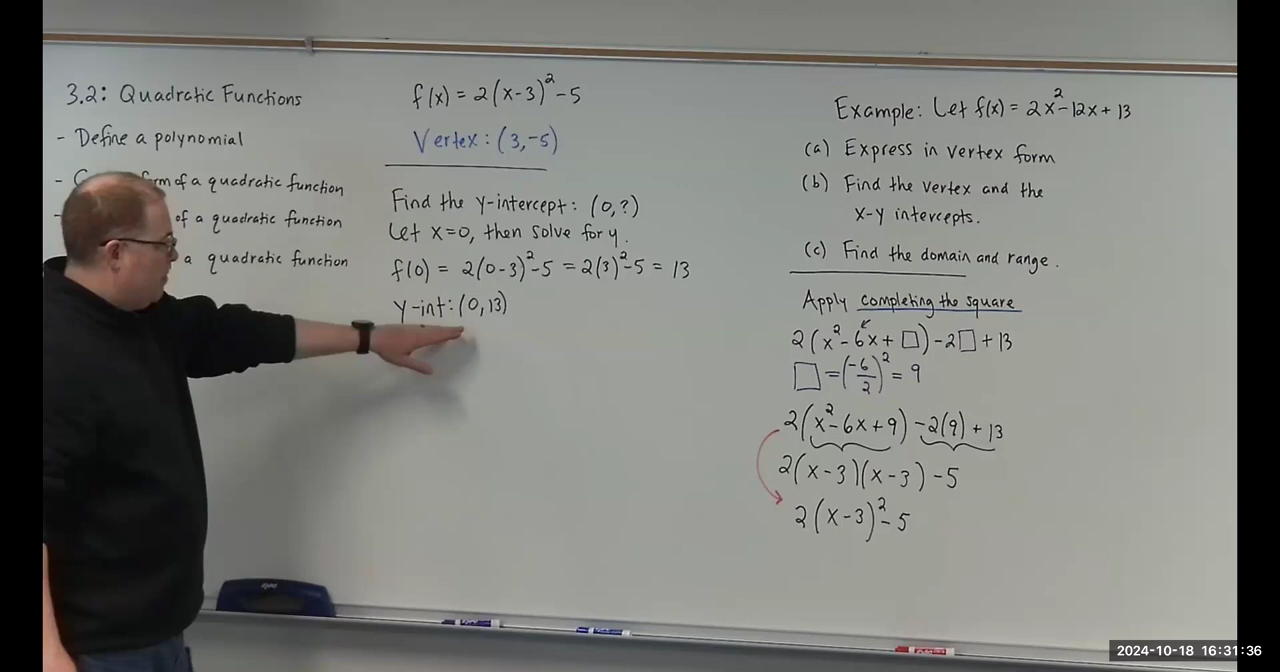 3.2: Quadratic Functions
- Define a polynomial
- of a quadratic function
of a quadratic function
a quadratic function
f(x) = 2(x-3)² - 5
Vertex: (3,-5)
Find the y-intercept: (0,?)
Let x=0, then solve for y.
f(0) = 2(0-3)² - 5 = 2(3)² - 5 = 13
y-int: (0, 13)
Example: Let f(x) = 2x² - 12x + 13
(a) Express in vertex form
(b) Find the vertex and the
x-y intercepts.
(c) Find the domain and range.
Apply completing the square
2(x² - 6x + □) - 2□ + 13
□ = (-6/2)² = 9
2(x² - 6x + 9) - 2(9) + 13
2(x-3)(x-3) - 5
2(x-3)² - 5
expo
2024-10-18 16:31:36